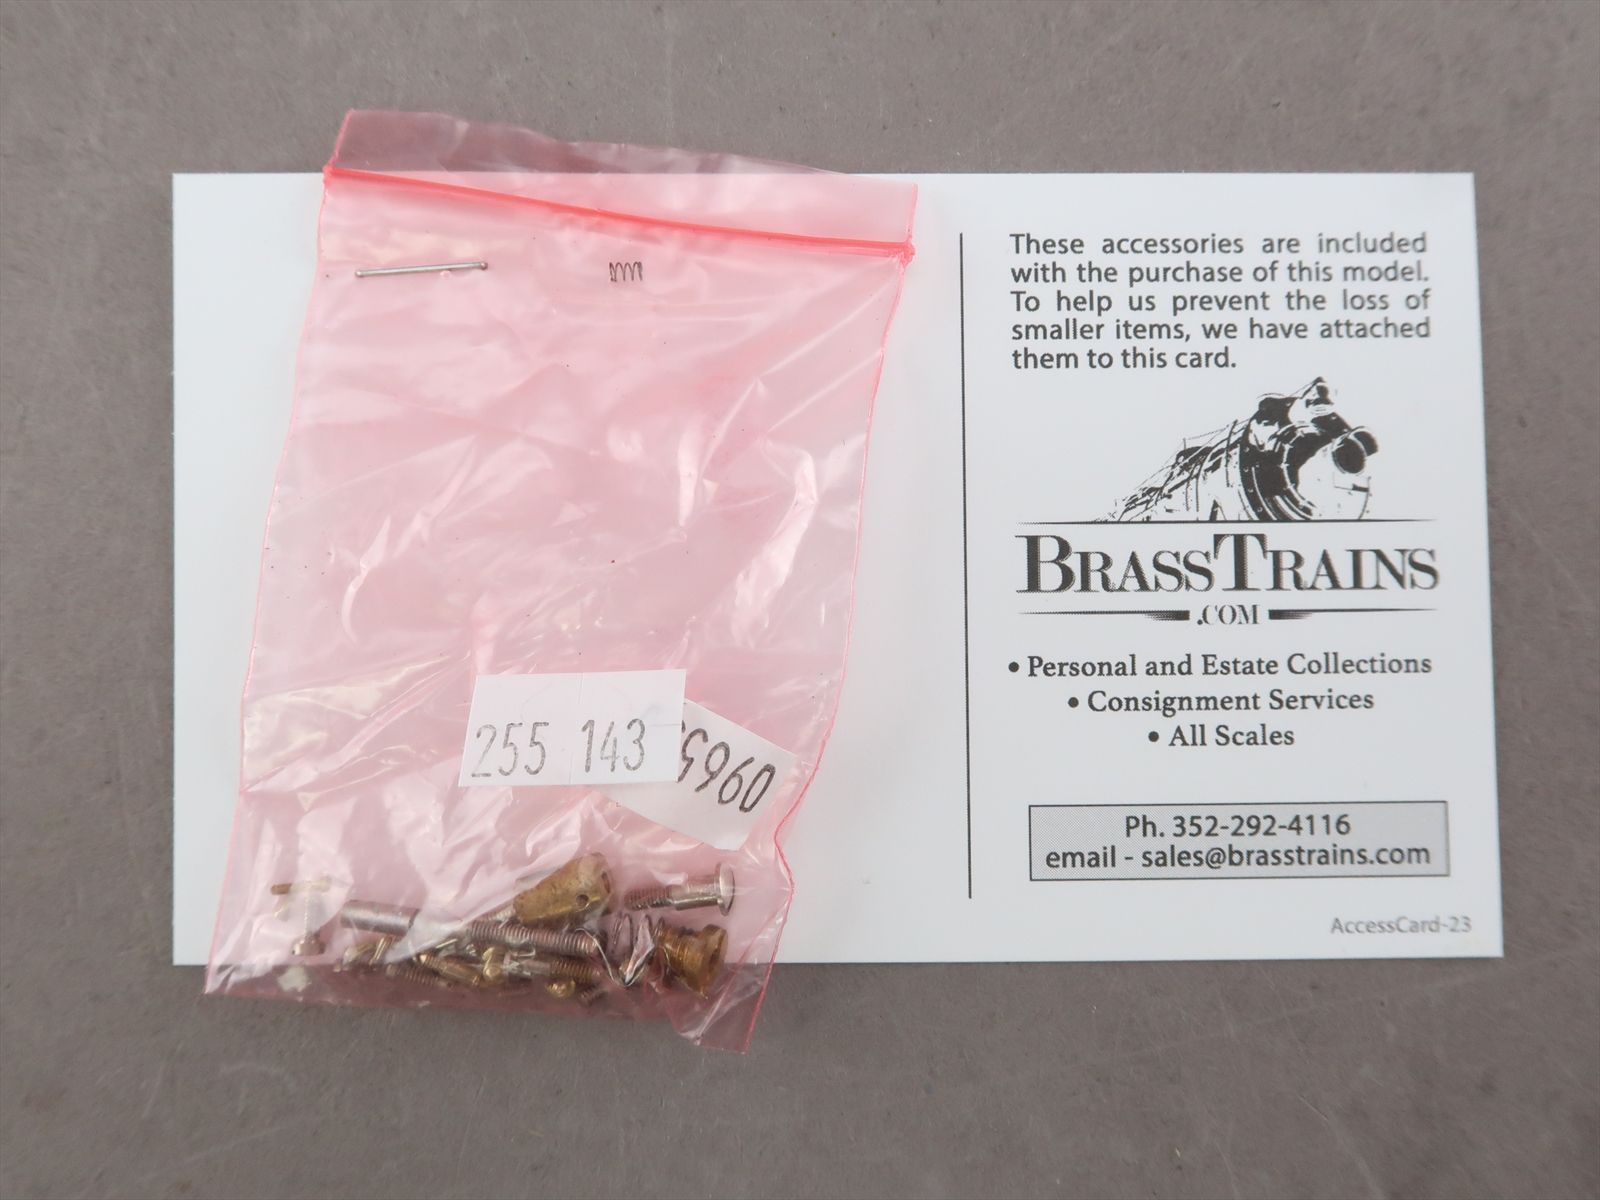 These accessories are included
with the purchase of this model.
To help us prevent the loss of
smaller items, we have attached
them to this card.
BRASSTRAINS
.COM
• Personal and Estate Collections
• Consignment Services
• All Scales
Ph. 352-292-4116
email - sales@brasstrains.com
AccessCard-23
255 143